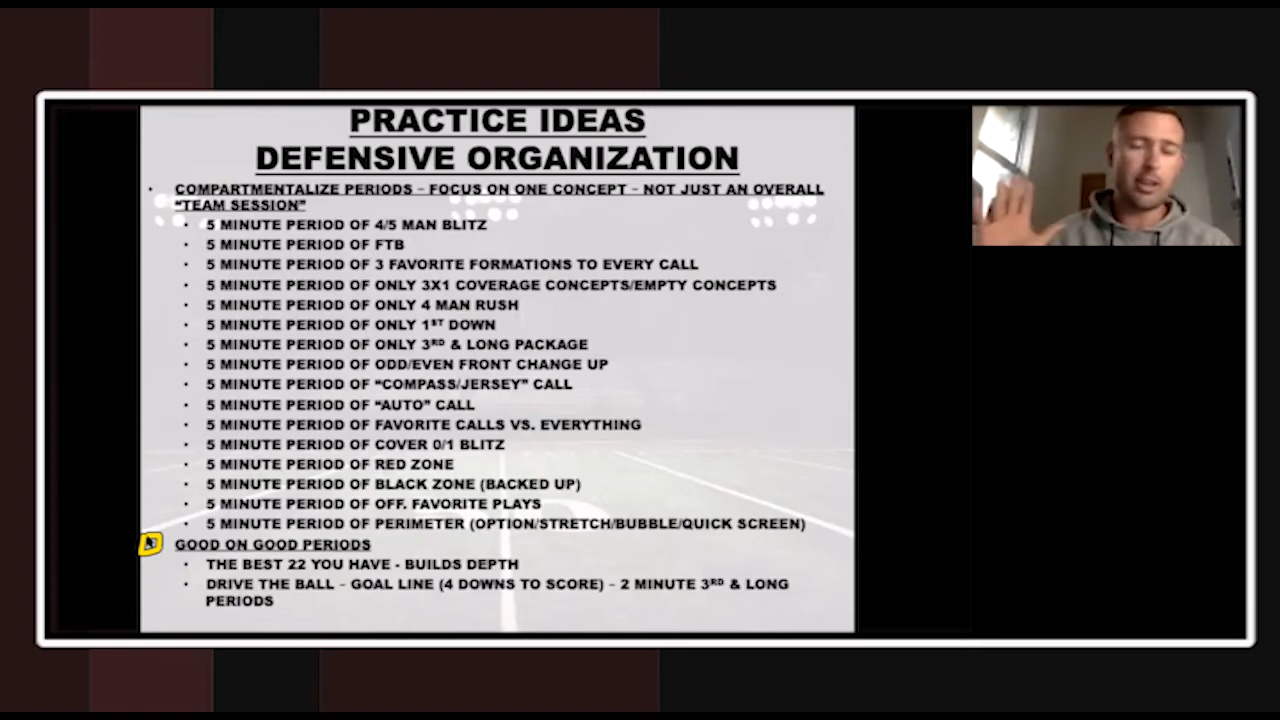 PRACTICE IDEAS
DEFENSIVE ORGANIZATION
• COMPARTMENTALIZE PERIODS – FOCUS ON ONE CONCEPT – NOT JUST AN OVERALL
“TEAM SESSION”
• 5 MINUTE PERIOD OF 4/5 MAN BLITZ
• 5 MINUTE PERIOD OF FTB
• 5 MINUTE PERIOD OF 3 FAVORITE FORMATIONS TO EVERY CALL
• 5 MINUTE PERIOD OF ONLY 3X1 COVERAGE CONCEPTS/EMPTY CONCEPTS
• 5 MINUTE PERIOD OF ONLY 4 MAN RUSH
• 5 MINUTE PERIOD OF ONLY 1ST DOWN
• 5 MINUTE PERIOD OF ONLY 3RD & LONG PACKAGE
• 5 MINUTE PERIOD OF ODD/EVEN FRONT CHANGE UP
• 5 MINUTE PERIOD OF “COMPASS/JERSEY” CALL
• 5 MINUTE PERIOD OF “AUTO” CALL
• 5 MINUTE PERIOD OF FAVORITE CALLS VS. EVERYTHING
• 5 MINUTE PERIOD OF COVER 0/1 BLITZ
• 5 MINUTE PERIOD OF RED ZONE
• 5 MINUTE PERIOD OF BLACK ZONE (BACKED UP)
• 5 MINUTE PERIOD OF OFF. FAVORITE PLAYS
• 5 MINUTE PERIOD OF PERIMETER (OPTION/STRETCH/BUBBLE/QUICK SCREEN)
GOOD ON GOOD PERIODS
• THE BEST 22 YOU HAVE - BUILDS DEPTH
• DRIVE THE BALL – GOAL LINE (4 DOWNS TO SCORE) – 2 MINUTE 3RD & LONG
PERIODS